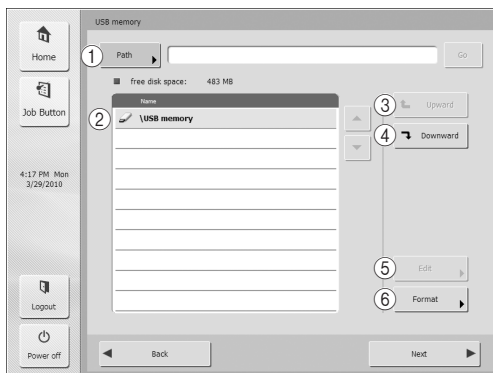 USB memory
Home
1 Path Go
free disk space: 483 MB
Job Button
Name
2 \USB memory
3 Upward
4 Downward
4:17 PM Mon
3/29/2010
5 Edit
6 Format
Logout
Power off
Back Next